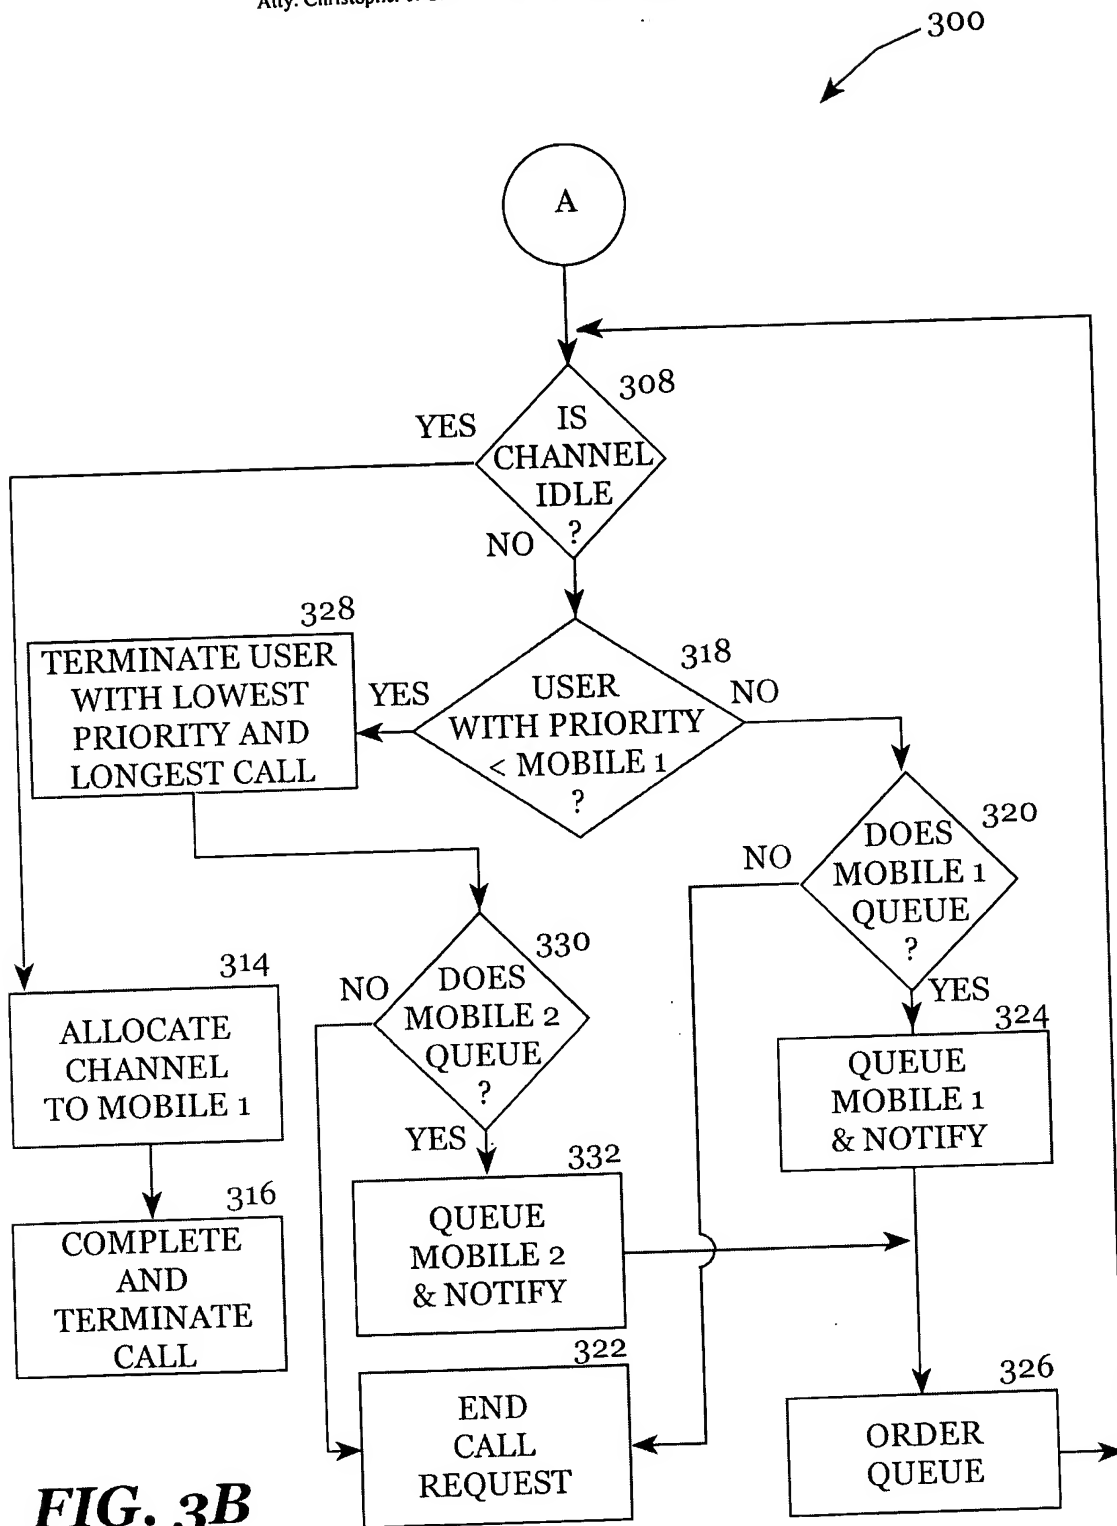 Atty. Christopher
300
A
308
YES
IS
CHANNEL
IDLE
?
NO
328
TERMINATE USER
WITH LOWEST
PRIORITY AND
LONGEST CALL
YES
318
USER
WITH PRIORITY
< MOBILE 1
?
NO
320
DOES
MOBILE 1
QUEUE
?
NO
YES
330
DOES
MOBILE 2
QUEUE
?
NO
YES
314
ALLOCATE
CHANNEL
TO MOBILE 1
324
QUEUE
MOBILE 1
& NOTIFY
316
COMPLETE
AND
TERMINATE
CALL
332
QUEUE
MOBILE 2
& NOTIFY
322
END
CALL
REQUEST
326
ORDER
QUEUE
FIG. 3B